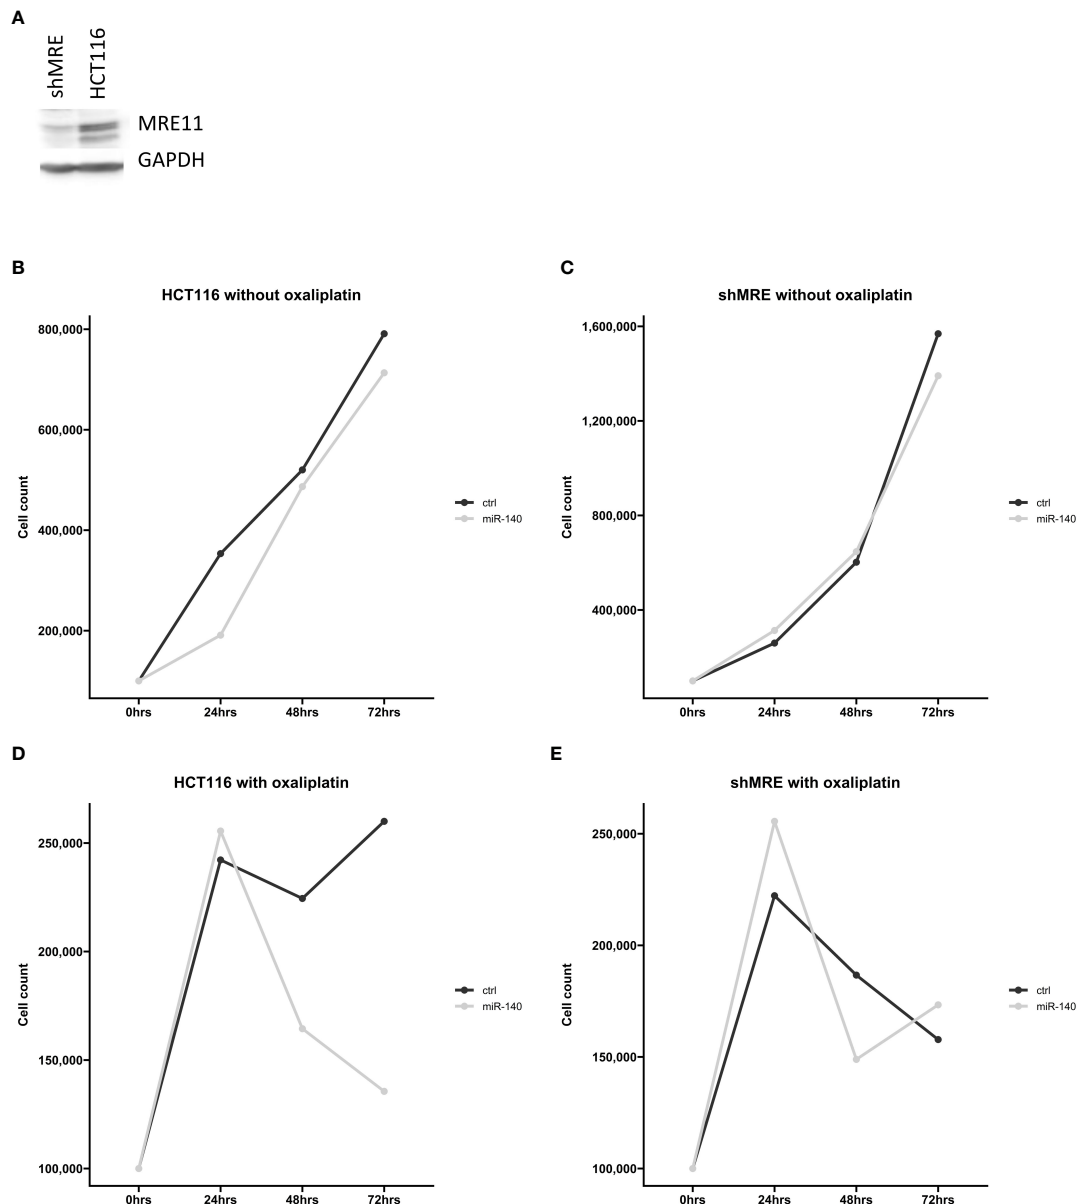 A
shMRE
HCT116
MRE11
GAPDH
B
HCT116 without oxaliplatin
800,000
600,000
400,000
200,000
Cell count
0hrs 24hrs 48hrs 72hrs
ctrl
miR-140
C
shMRE without oxaliplatin
1,600,000
1,200,000
800,000
400,000
Cell count
0hrs 24hrs 48hrs 72hrs
ctrl
miR-140
D
HCT116 with oxaliplatin
250,000
200,000
150,000
100,000
Cell count
0hrs 24hrs 48hrs 72hrs
ctrl
miR-140
E
shMRE with oxaliplatin
250,000
200,000
150,000
100,000
Cell count
0hrs 24hrs 48hrs 72hrs
ctrl
miR-140